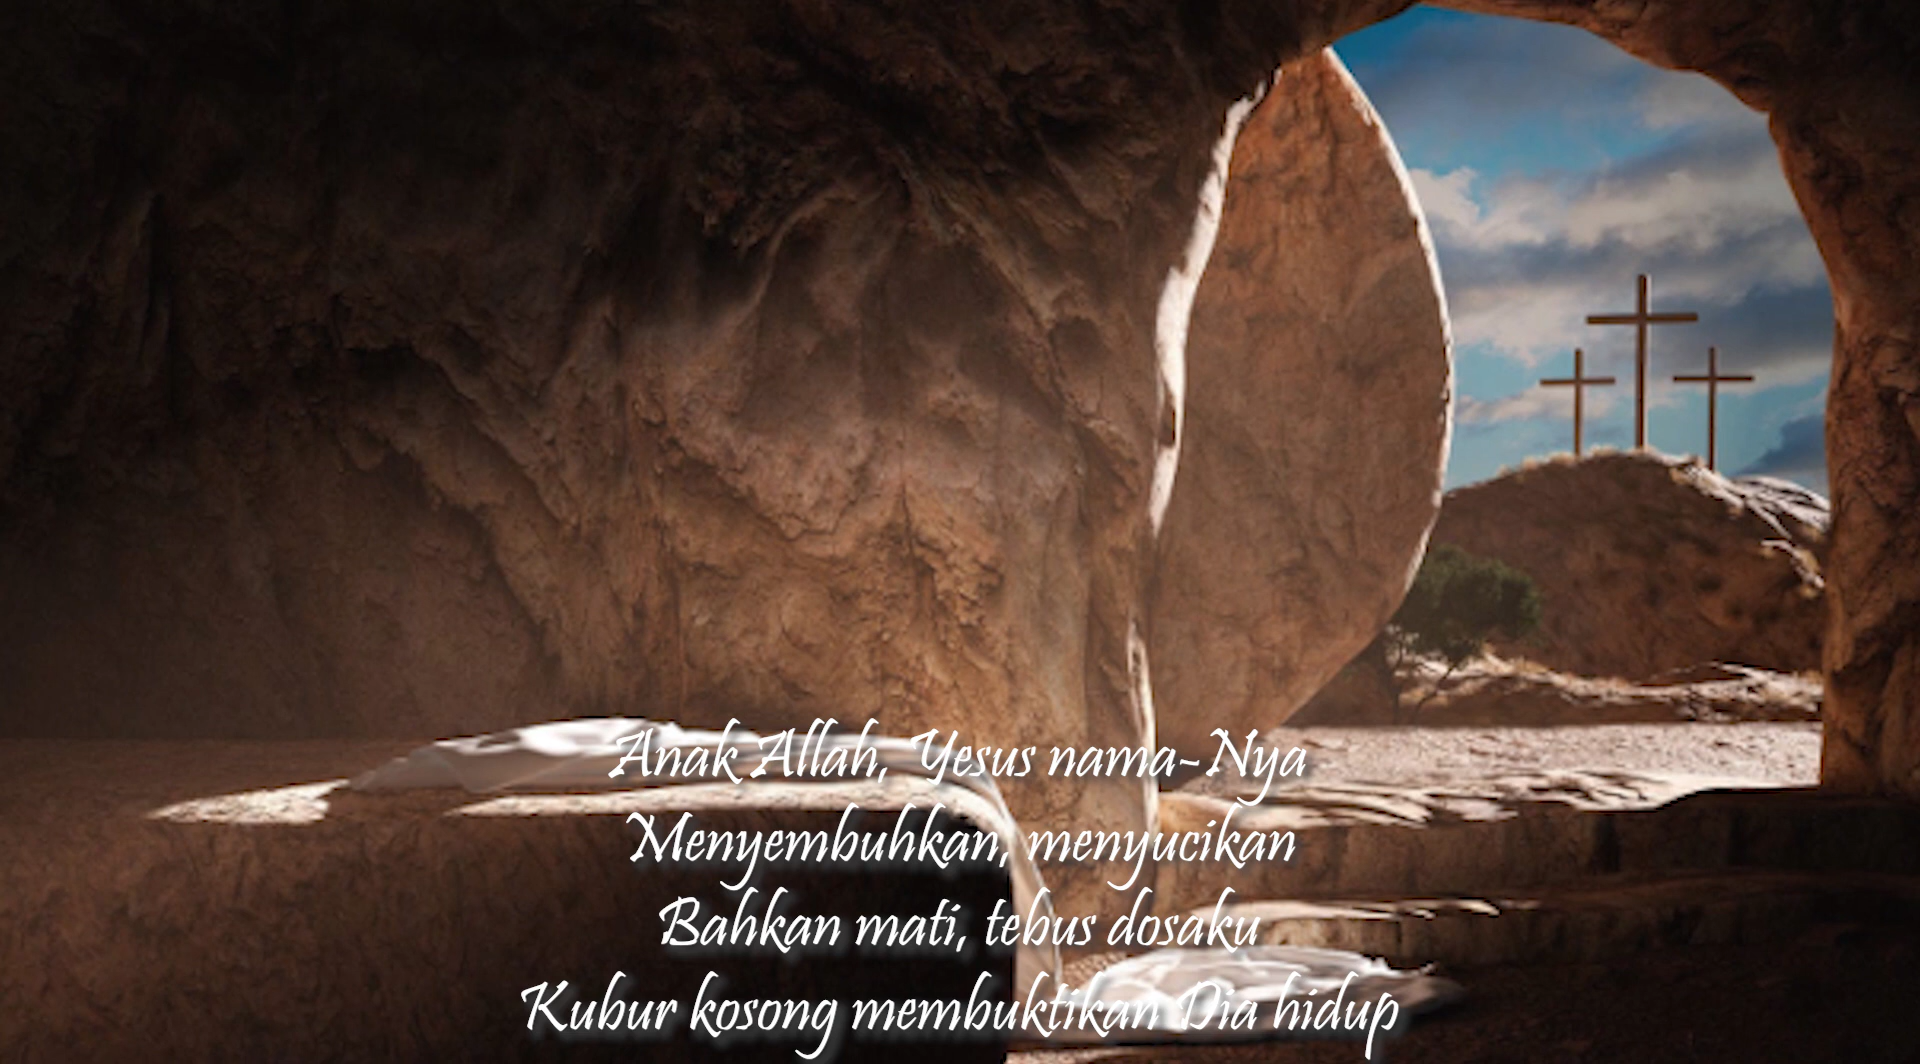 Anak Allah, Yesus nama-Nya
Menyembuhkan, menyucikan
Bahkan mati, tebus dosaku
Kubur kosong membuktikan Dia hidup